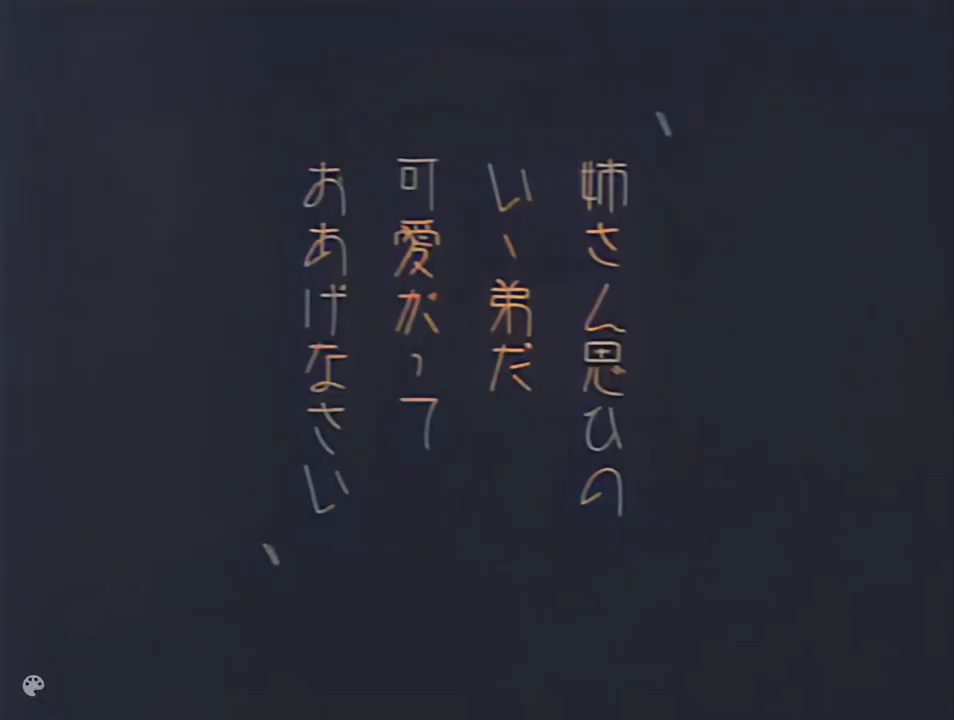 姉さん思ひの
いゝ弟だ
可愛がって
おあげなさい